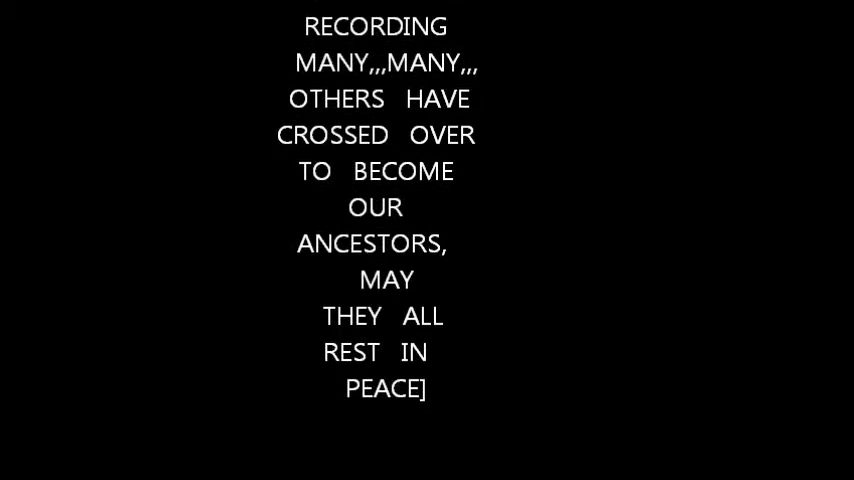 RECORDING
MANY,,,MANY,,,
OTHERS HAVE
CROSSED OVER
TO BECOME
OUR
ANCESTORS,
MAY
THEY ALL
REST IN
PEACE]